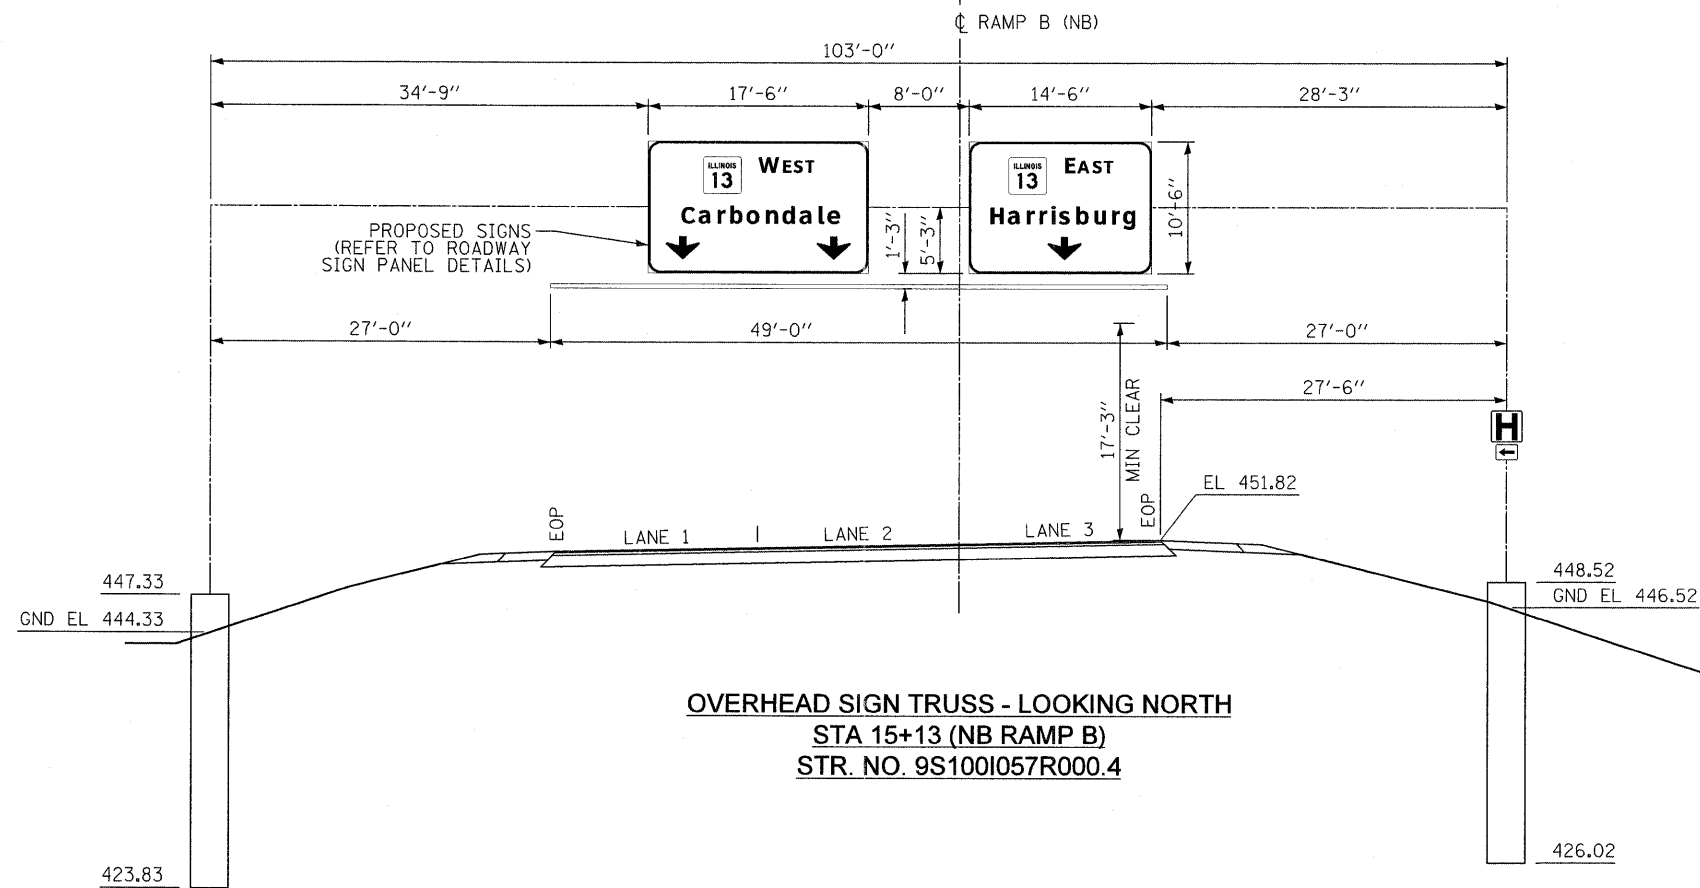 ℄ RAMP B (NB)
103'-0"
34'-9"
17'-6"
8'-0"
14'-6"
28'-3"
ILLINOIS
13
WEST
Carbondale
ILLINOIS
13
EAST
Harrisburg
10'-6"
1'-3"
5'-3"
PROPOSED SIGNS
(REFER TO ROADWAY
SIGN PANEL DETAILS)
27'-0"
49'-0"
27'-0"
27'-6"
17'-3"
MIN CLEAR
H
EL 451.82
EOP
EOP
LANE 1
LANE 2
LANE 3
447.33
GND EL 444.33
448.52
GND EL 446.52
OVERHEAD SIGN TRUSS - LOOKING NORTH
STA 15+13 (NB RAMP B)
STR. NO. 9S100I057R000.4
423.83
426.02